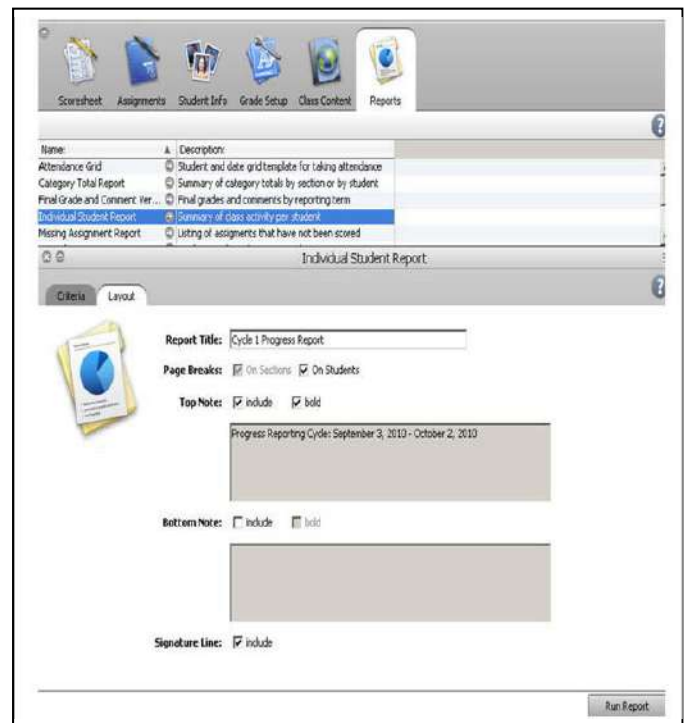 Scoresheet Assignments Student Info Grade Setup Class Content Reports
Name: Description:
Attendance Grid Student and date grid template for taking attendance
Category Total Report Summary of category totals by section or by student
Final Grade and Comment Ver... Final grades and comments by reporting term
Individual Student Report Summary of class activity per student
Missing Assignment Report Listing of assigments that have not been scored
Individual Student Report
Criteria Layout
Report Title: Cycle 1 Progress Report
Page Breaks: On Sections On Students
Top Note: include bold
Progress Reporting Cycle: September 3, 2010 - October 2, 2010
Bottom Note: include bold
Signature Line: include
Run Report